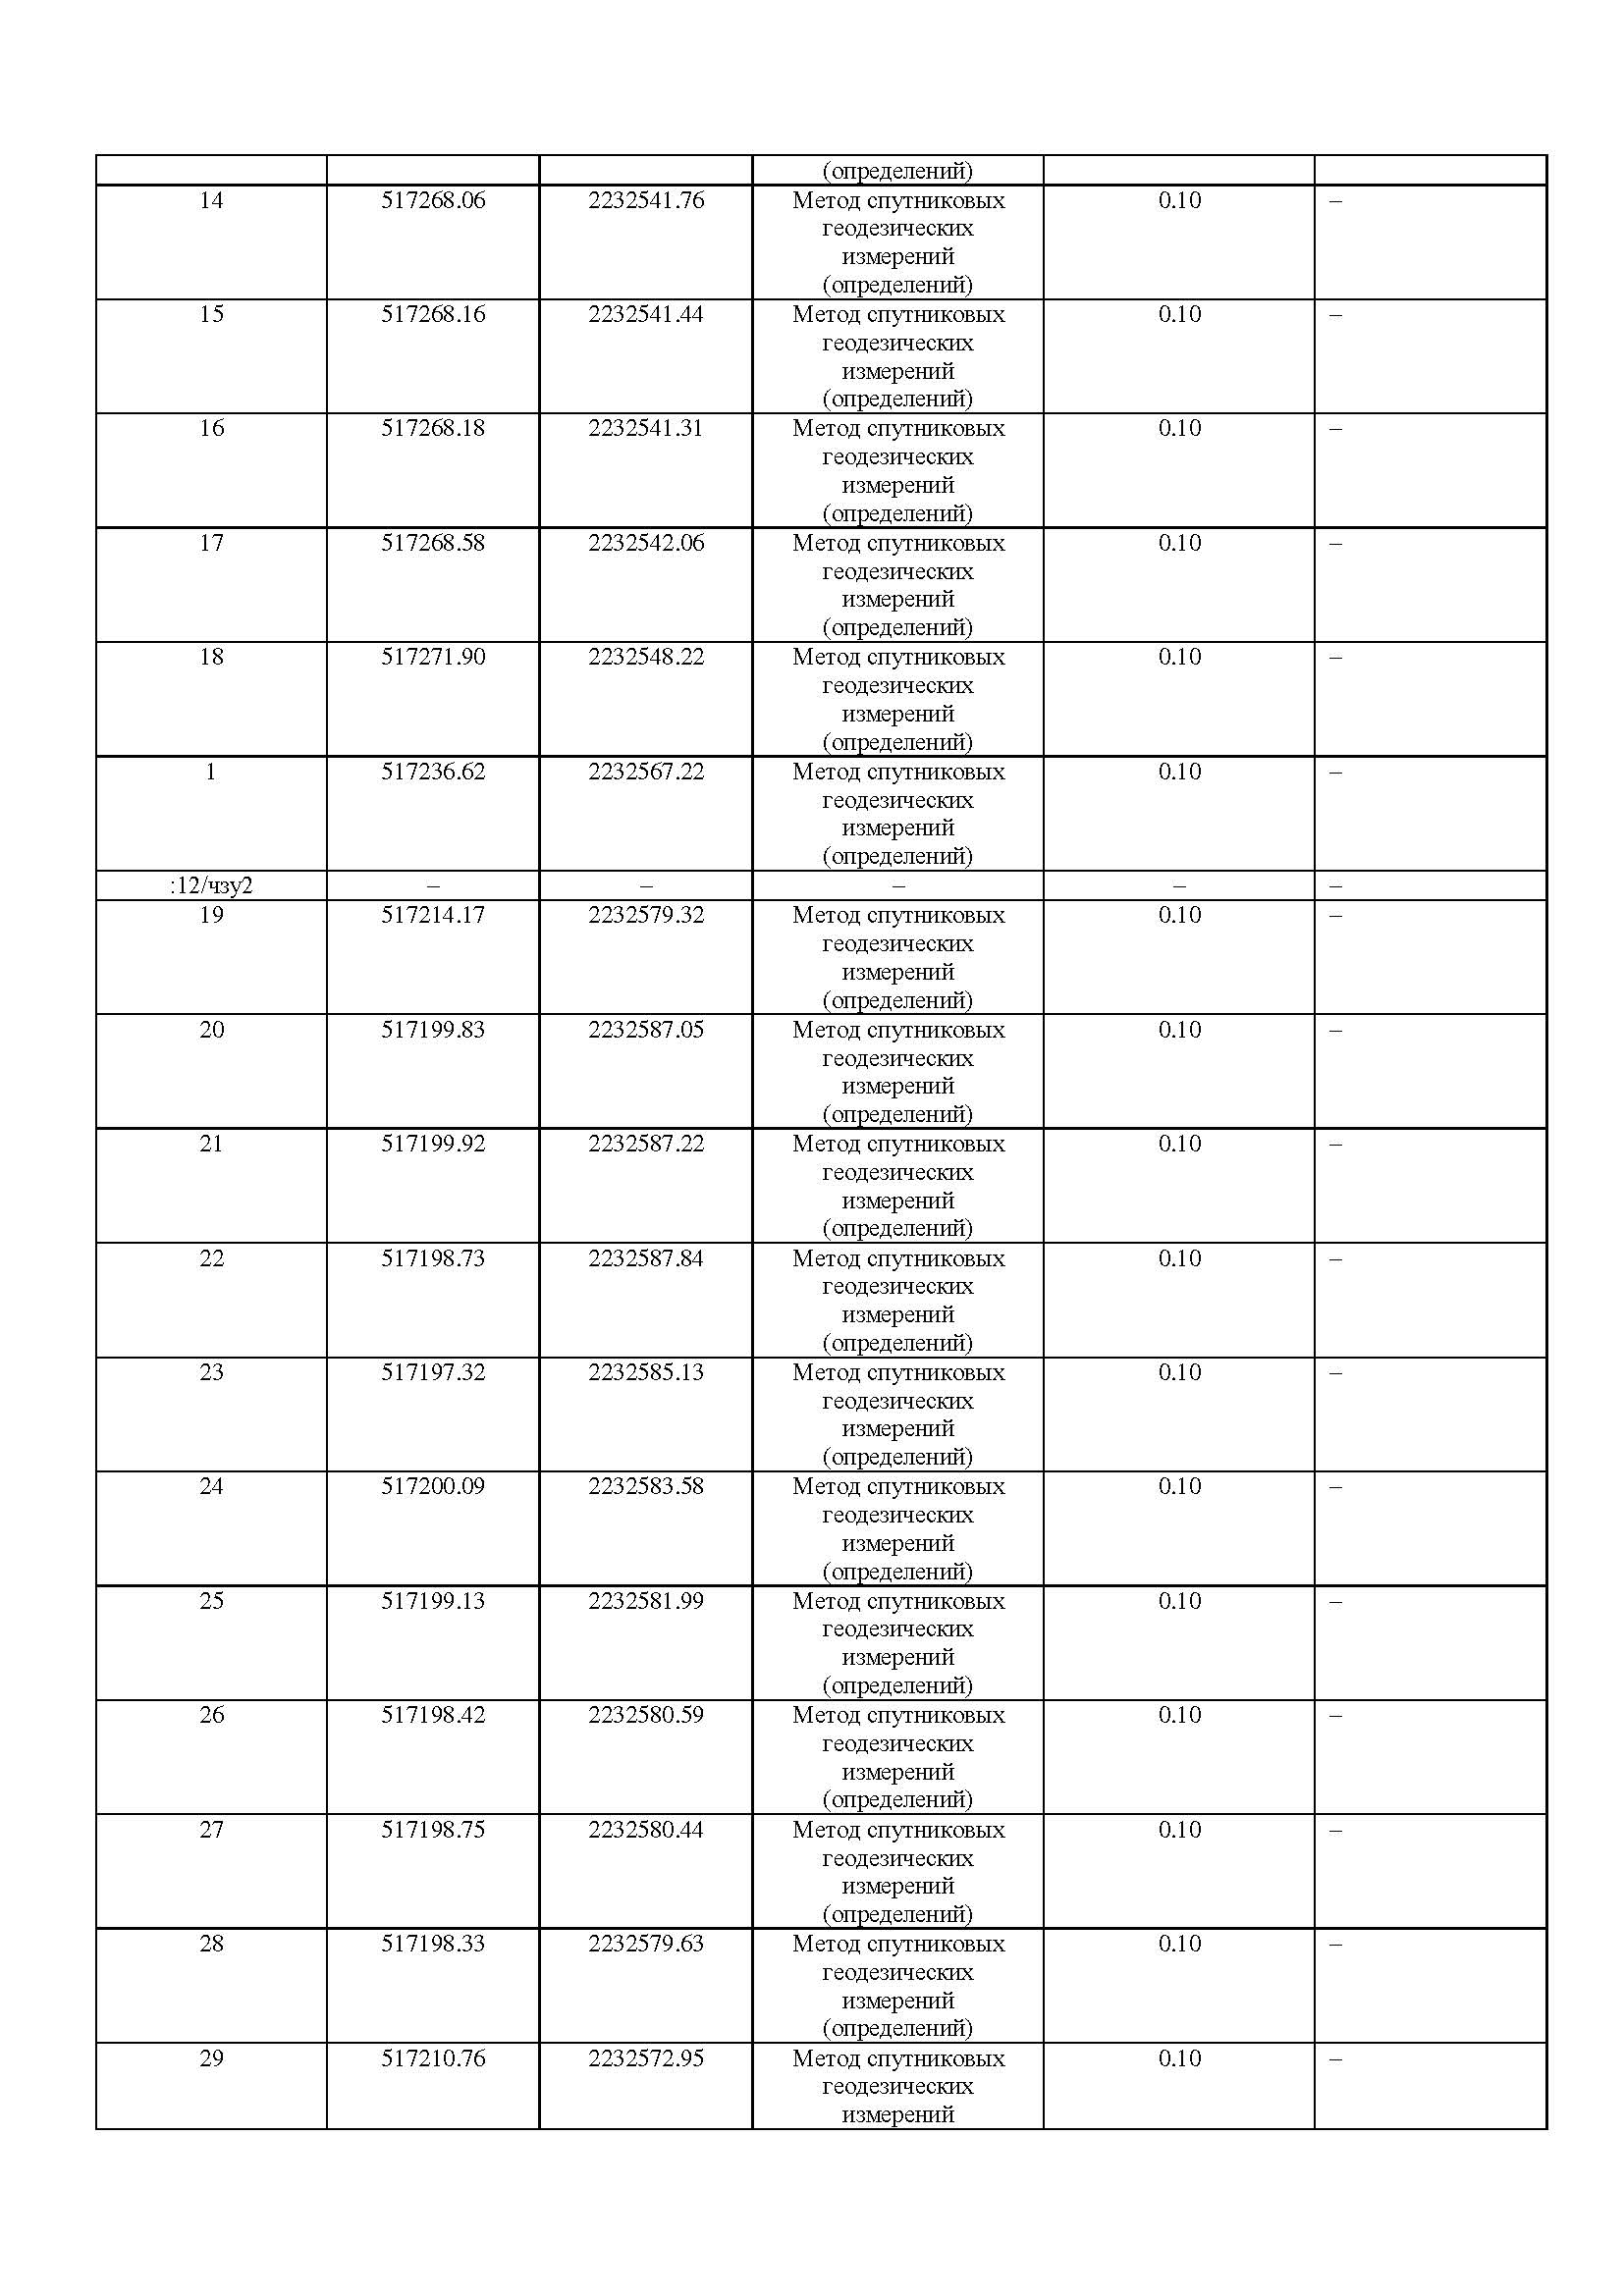 (определений)
14 517268.06 2232541.76 Метод спутниковых 0.10 –
геодезических
измерений
(определений)
15 517268.16 2232541.44 Метод спутниковых 0.10 –
геодезических
измерений
(определений)
16 517268.18 2232541.31 Метод спутниковых 0.10 –
геодезических
измерений
(определений)
17 517268.58 2232542.06 Метод спутниковых 0.10 –
геодезических
измерений
(определений)
18 517271.90 2232548.22 Метод спутниковых 0.10 –
геодезических
измерений
(определений)
1 517236.62 2232567.22 Метод спутниковых 0.10 –
геодезических
измерений
(определений)
:12/чзу2 – – – – –
19 517214.17 2232579.32 Метод спутниковых 0.10 –
геодезических
измерений
(определений)
20 517199.83 2232587.05 Метод спутниковых 0.10 –
геодезических
измерений
(определений)
21 517199.92 2232587.22 Метод спутниковых 0.10 –
геодезических
измерений
(определений)
22 517198.73 2232587.84 Метод спутниковых 0.10 –
геодезических
измерений
(определений)
23 517197.32 2232585.13 Метод спутниковых 0.10 –
геодезических
измерений
(определений)
24 517200.09 2232583.58 Метод спутниковых 0.10 –
геодезических
измерений
(определений)
25 517199.13 2232581.99 Метод спутниковых 0.10 –
геодезических
измерений
(определений)
26 517198.42 2232580.59 Метод спутниковых 0.10 –
геодезических
измерений
(определений)
27 517198.75 2232580.44 Метод спутниковых 0.10 –
геодезических
измерений
(определений)
28 517198.33 2232579.63 Метод спутниковых 0.10 –
геодезических
измерений
(определений)
29 517210.76 2232572.95 Метод спутниковых 0.10 –
геодезических
измерений